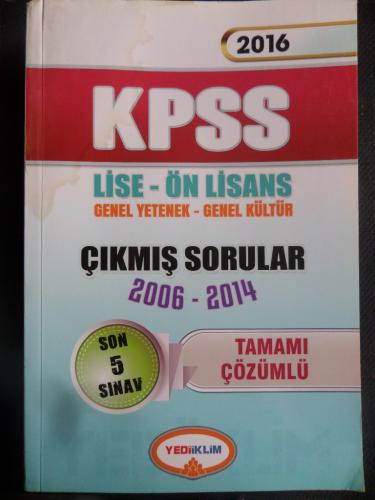 2016
KPSS
LİSE - ÖN LİSANS
GENEL YETENEK - GENEL KÜLTÜR
ÇIKMIŞ SORULAR
2006 - 2014
SON
5
SINAV
TAMAMI
ÇÖZÜMLÜ
YEDİİKLİM